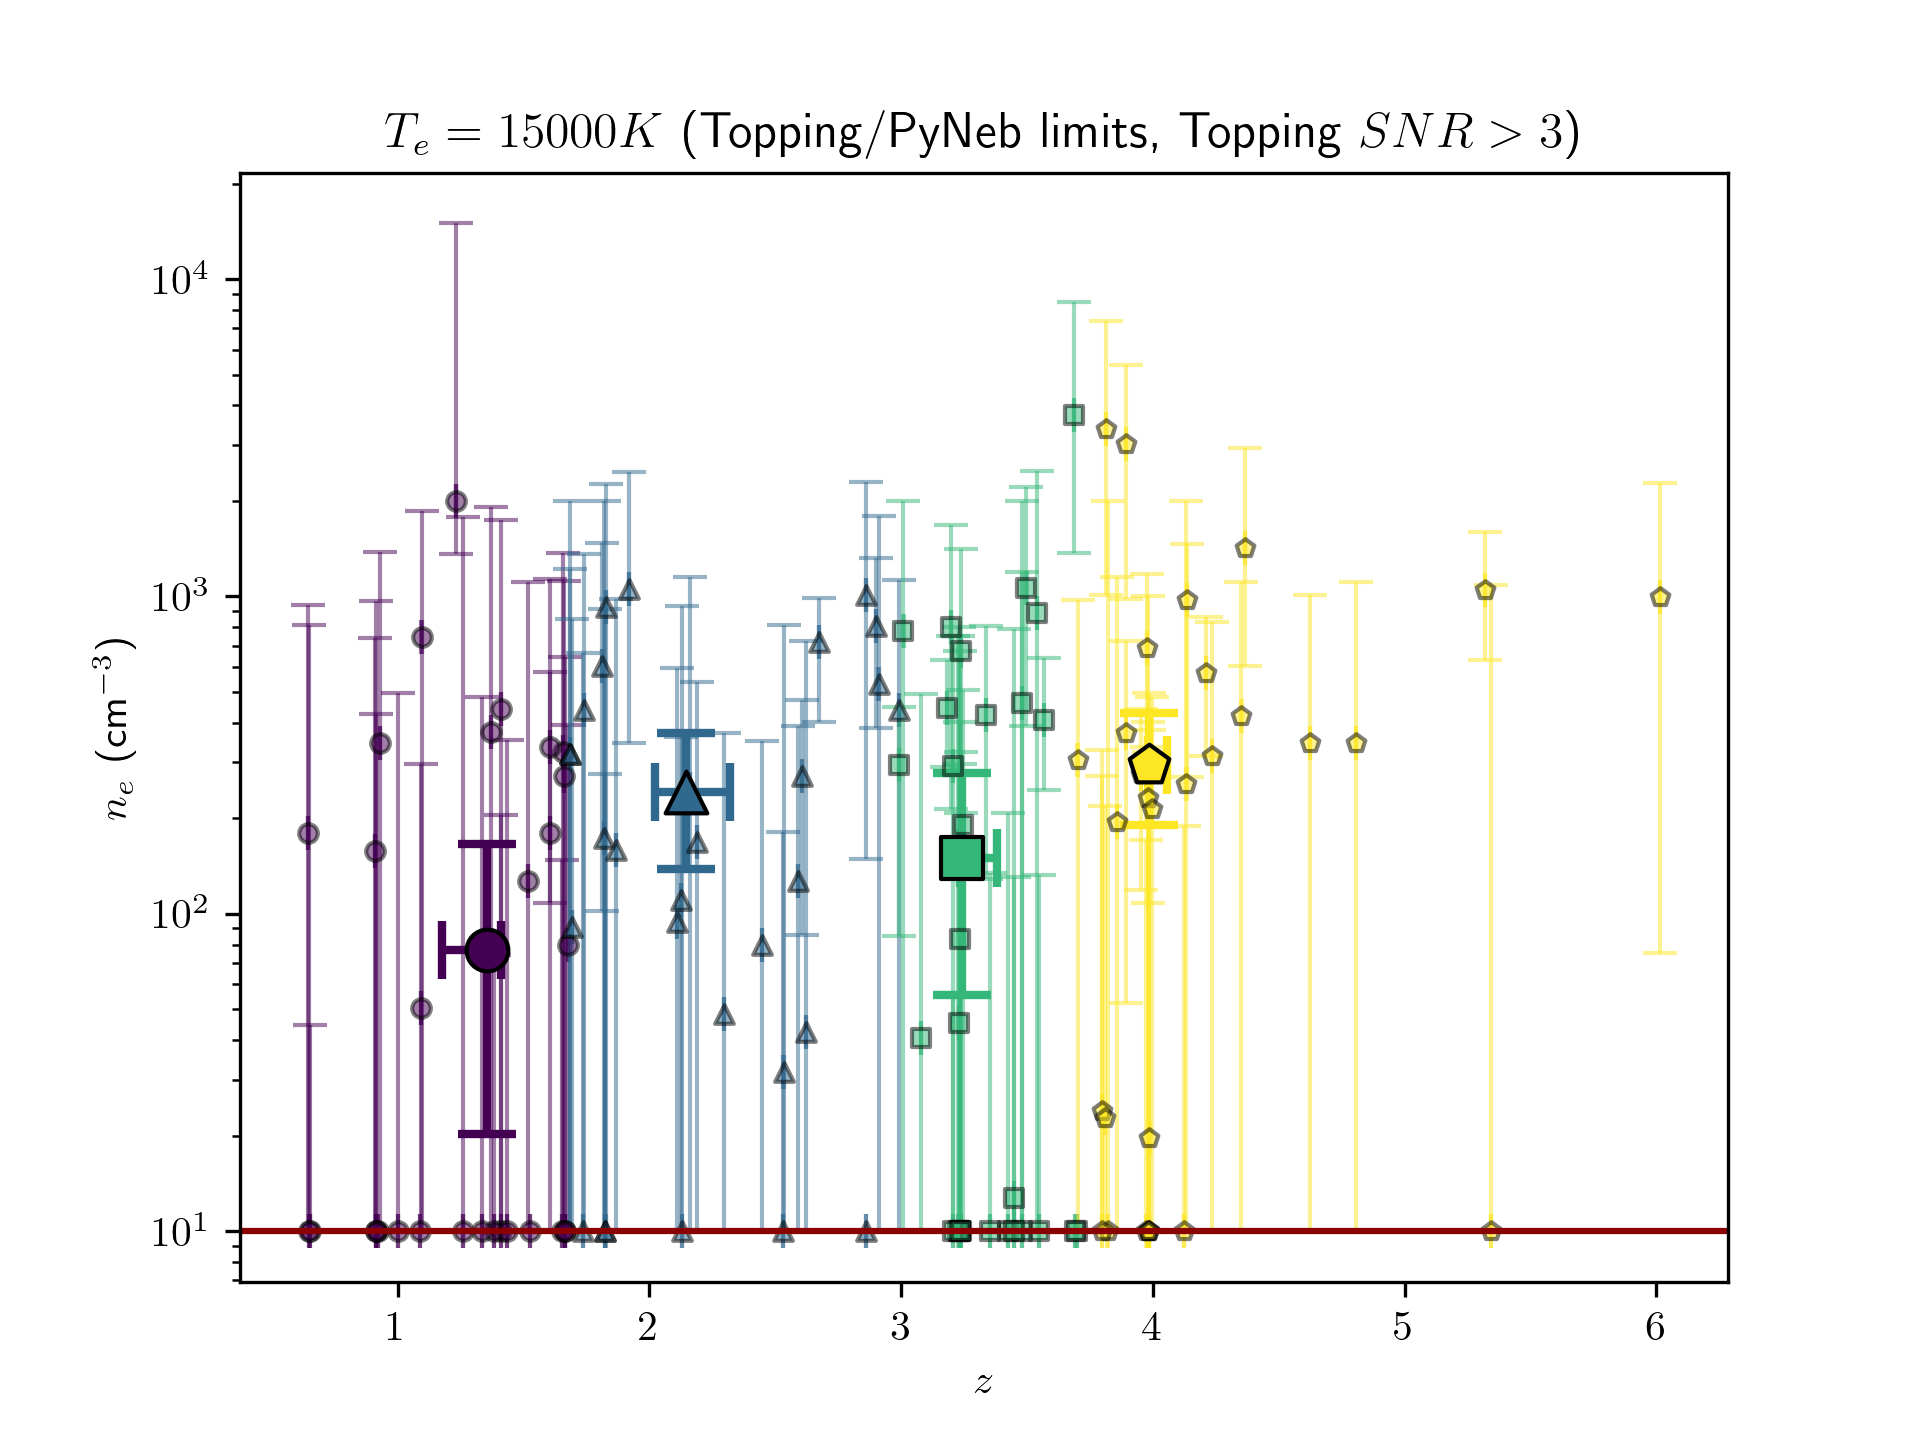 T_e = 15000K (Topping/PyNeb limits, Topping SNR > 3)
10^4
10^3
10^2
10^1
n_e (cm^−3)
1 2 3 4 5 6
z